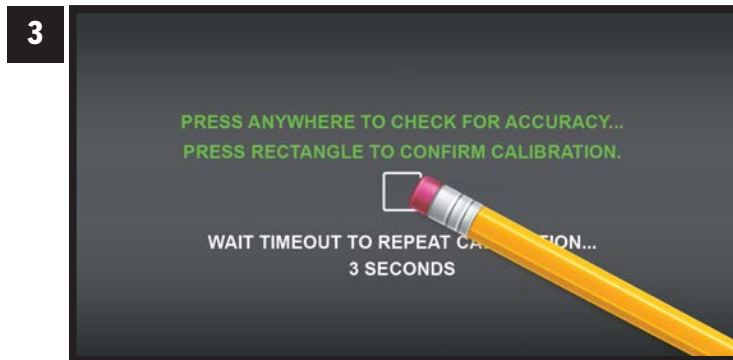 3
PRESS ANYWHERE TO CHECK FOR ACCURACY...
PRESS RECTANGLE TO CONFIRM CALIBRATION.
WAIT TIMEOUT TO REPEAT
3 SECONDS